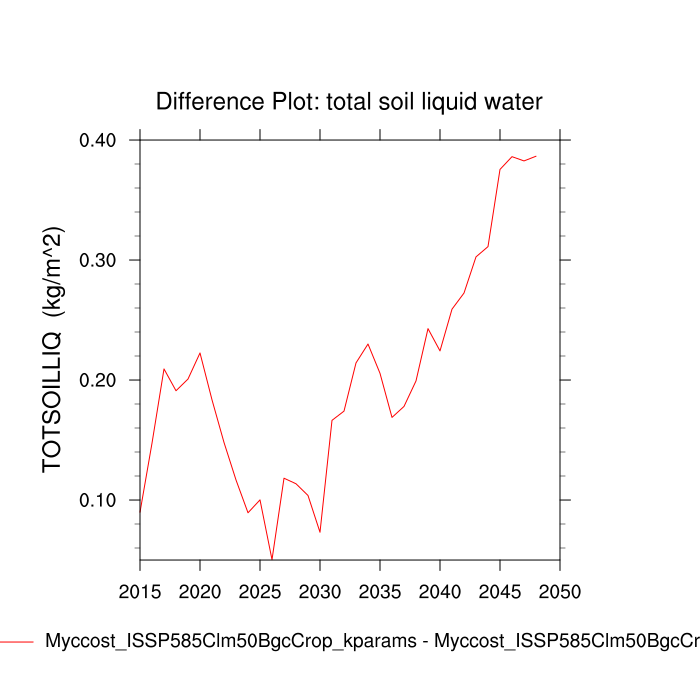 Difference Plot: total soil liquid water
TOTSOILLIQ (kg/m^2)
0.40
0.30
0.20
0.10
2015 2020 2025 2030 2035 2040 2045 2050
Myccost_ISSP585Clm50BgcCrop_kparams - Myccost_ISSP585Clm50BgcCr